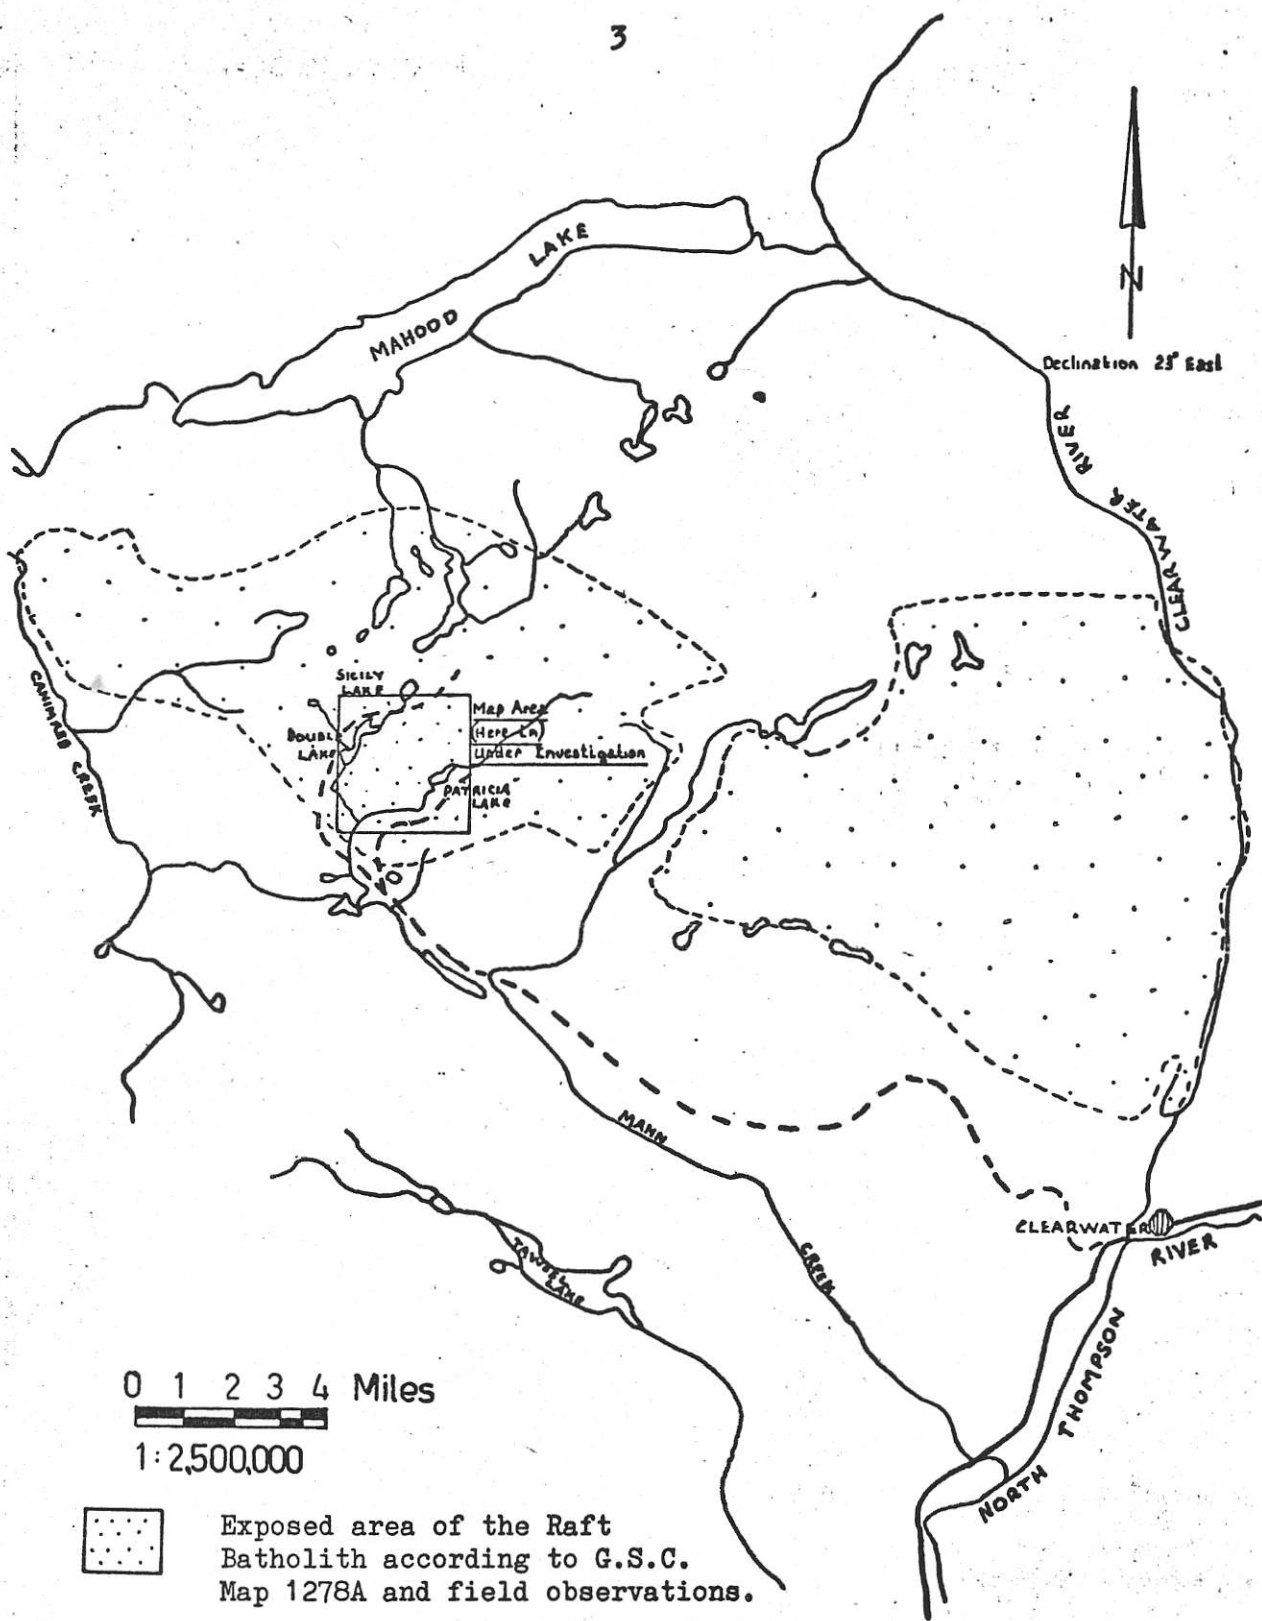 3
LAKE
MAHOOD
N
Declination 23° East
RIVER
CLEARWATER
SICILY
LAKE
Map Area
(Here In)
Under Investigation
DOUBLE
LAKE
PATRICIA
LAKE
CREEK
MANN
CREEK
CLEARWATER
RIVER
LAKE
THOMPSON
NORTH
0 1 2 3 4 Miles
1:2,500,000
Exposed area of the Raft
Batholith according to G.S.C.
Map 1278A and field observations.